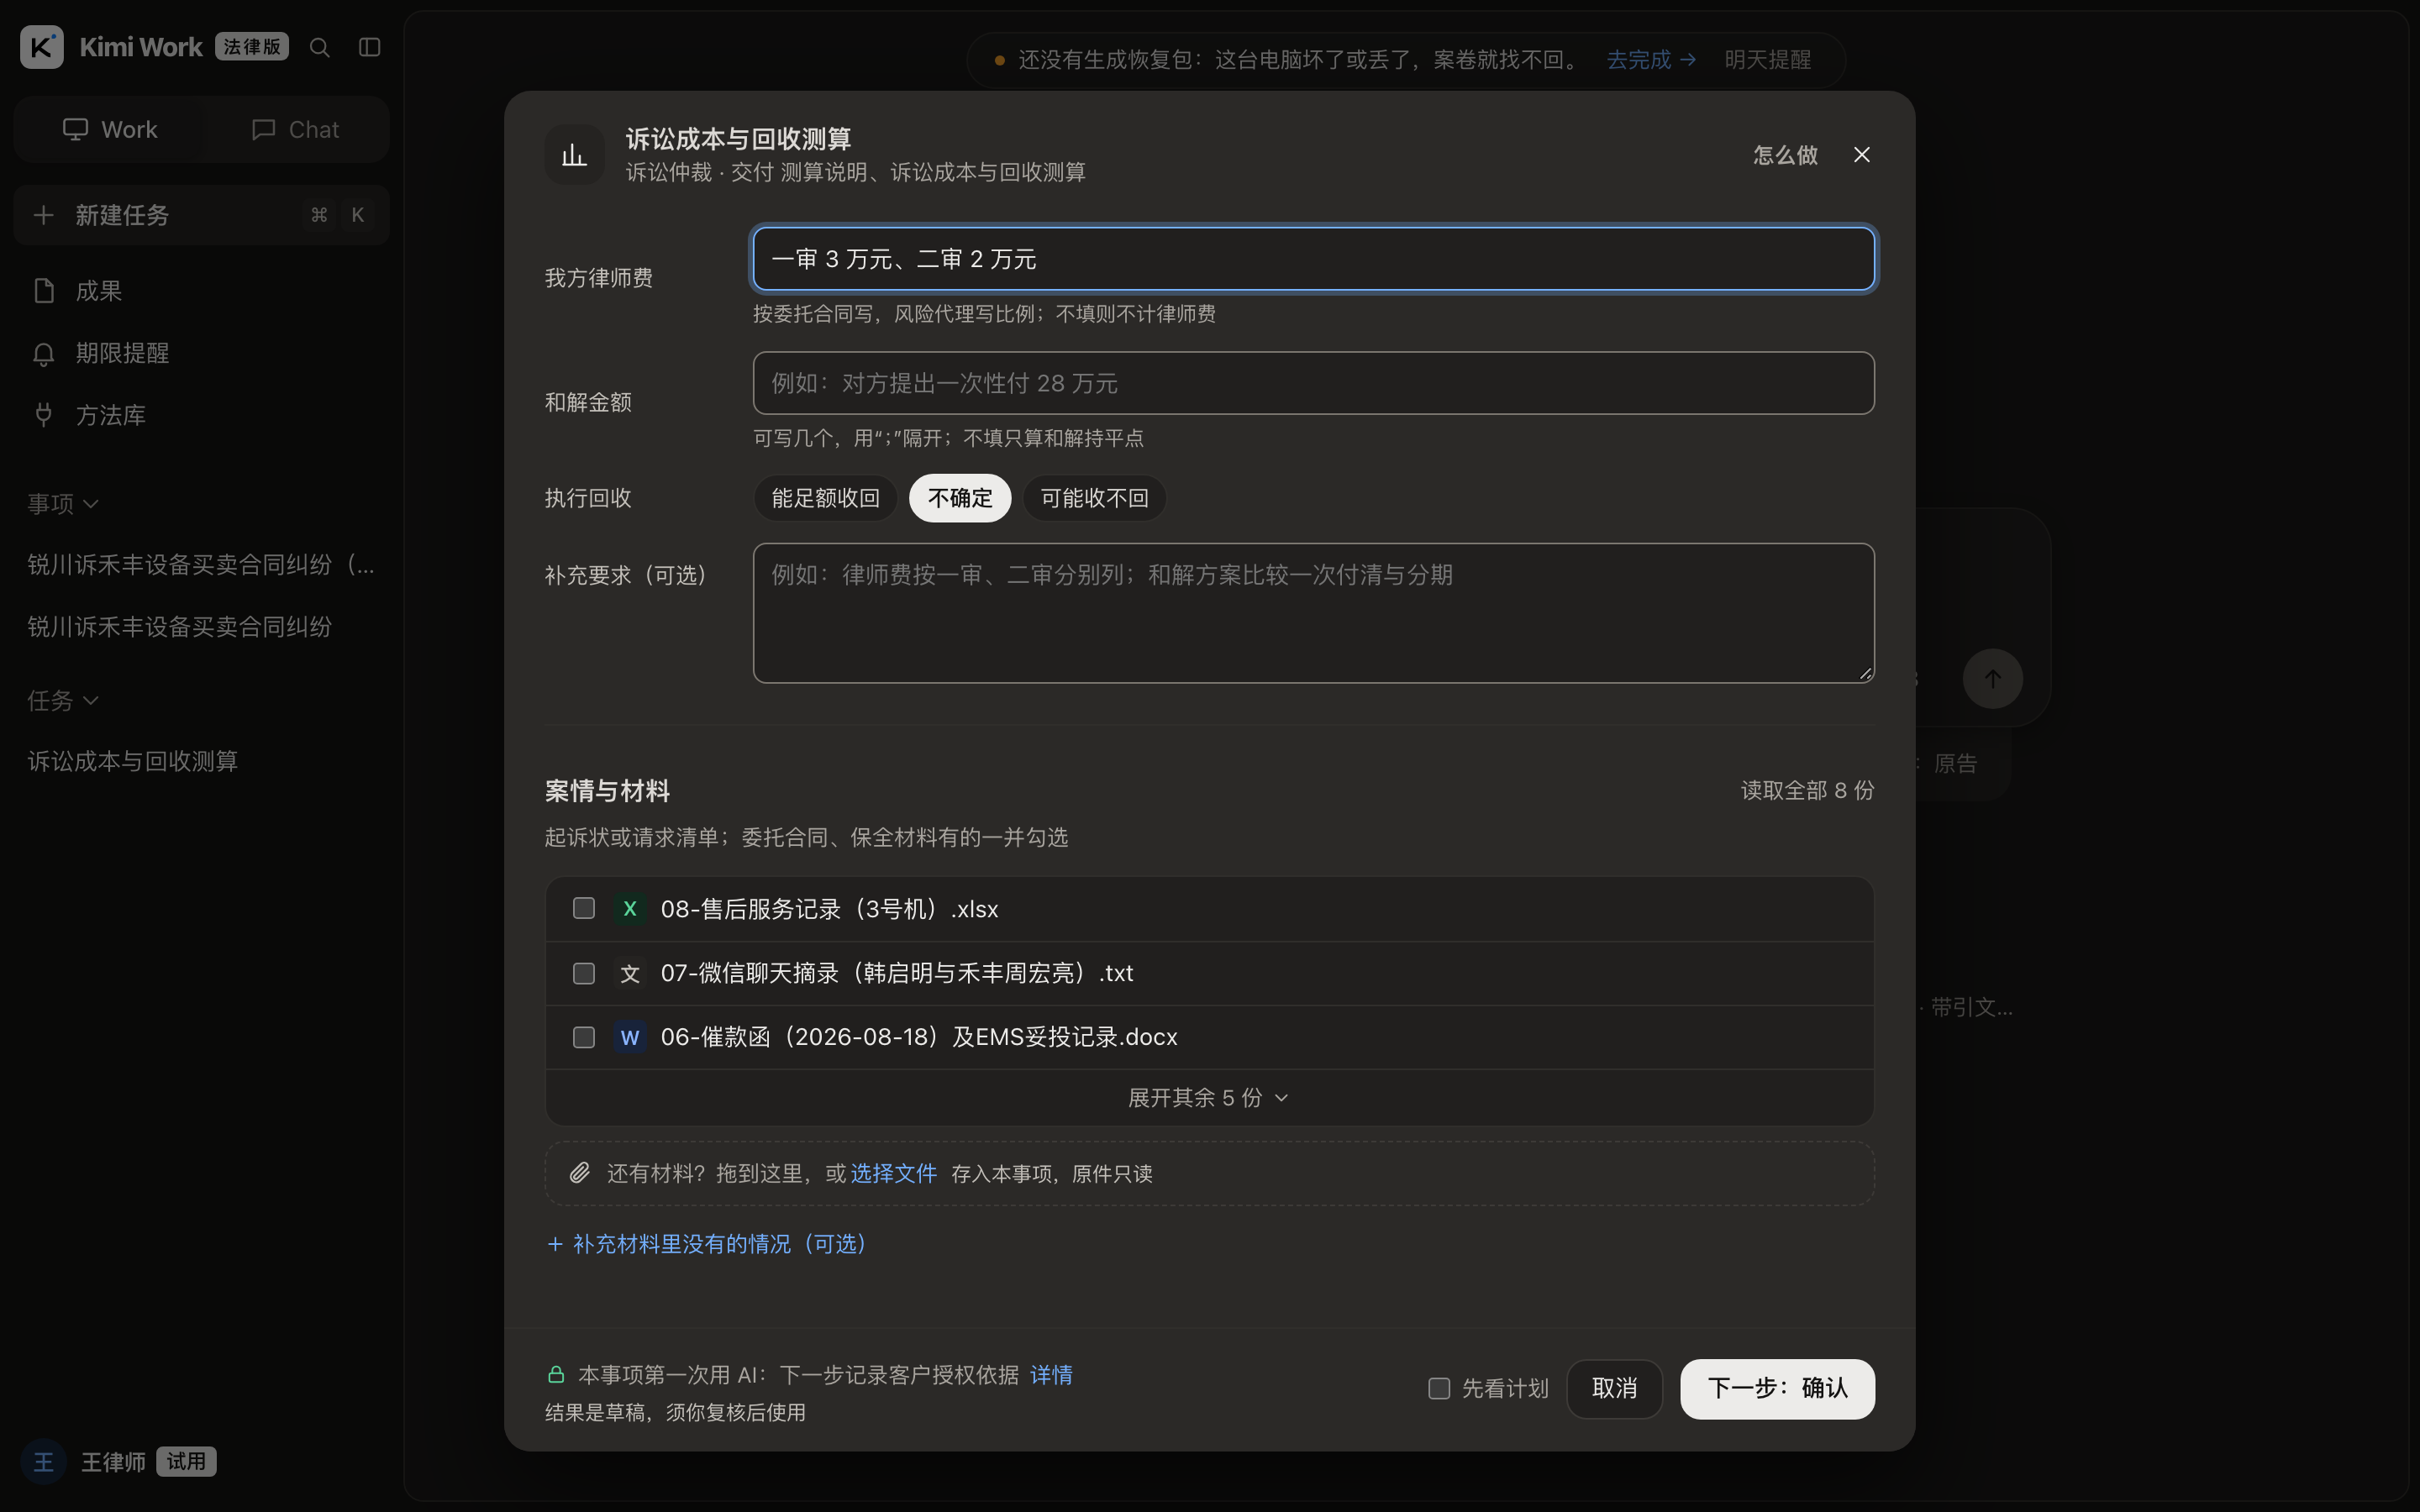 Kimi Work 法律版
Work
Chat
新建任务 ⌘ K
成果
期限提醒
方法库
事项
锐川诉禾丰设备买卖合同纠纷（...
锐川诉禾丰设备买卖合同纠纷
任务
诉讼成本与回收测算
王 王律师 试用
还没有生成恢复包：这台电脑坏了或丢了，案卷就找不回。 去完成 → 明天提醒
诉讼成本与回收测算
诉讼仲裁 · 交付 测算说明、诉讼成本与回收测算
怎么做
我方律师费
一审 3 万元、二审 2 万元
按委托合同写，风险代理写比例；不填则不计律师费
和解金额
例如：对方提出一次性付 28 万元
可写几个，用“；”隔开；不填只算和解持平点
执行回收
能足额收回 不确定 可能收不回
补充要求（可选）
例如：律师费按一审、二审分别列；和解方案比较一次付清与分期
案情与材料
读取全部 8 份
起诉状或请求清单；委托合同、保全材料有的一并勾选
X 08-售后服务记录（3号机）.xlsx
文 07-微信聊天摘录（韩启明与禾丰周宏亮）.txt
W 06-催款函（2026-08-18）及EMS妥投记录.docx
展开其余 5 份
还有材料？拖到这里，或选择文件 存入本事项，原件只读
+ 补充材料里没有的情况（可选）
本事项第一次用 AI：下一步记录客户授权依据 详情
结果是草稿，须你复核后使用
先看计划
取消
下一步：确认
：原告
· 带引文...